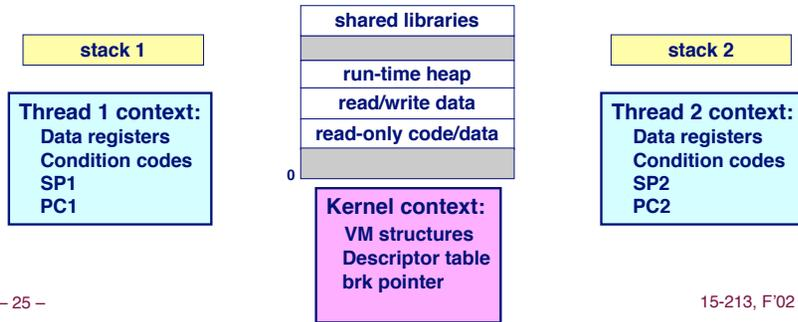 stack 1
Thread 1 context:
Data registers
Condition codes
SP1
PC1
shared libraries
run-time heap
read/write data
read-only code/data
0
Kernel context:
VM structures
Descriptor table
brk pointer
stack 2
Thread 2 context:
Data registers
Condition codes
SP2
PC2
– 25 –
15-213, F'02